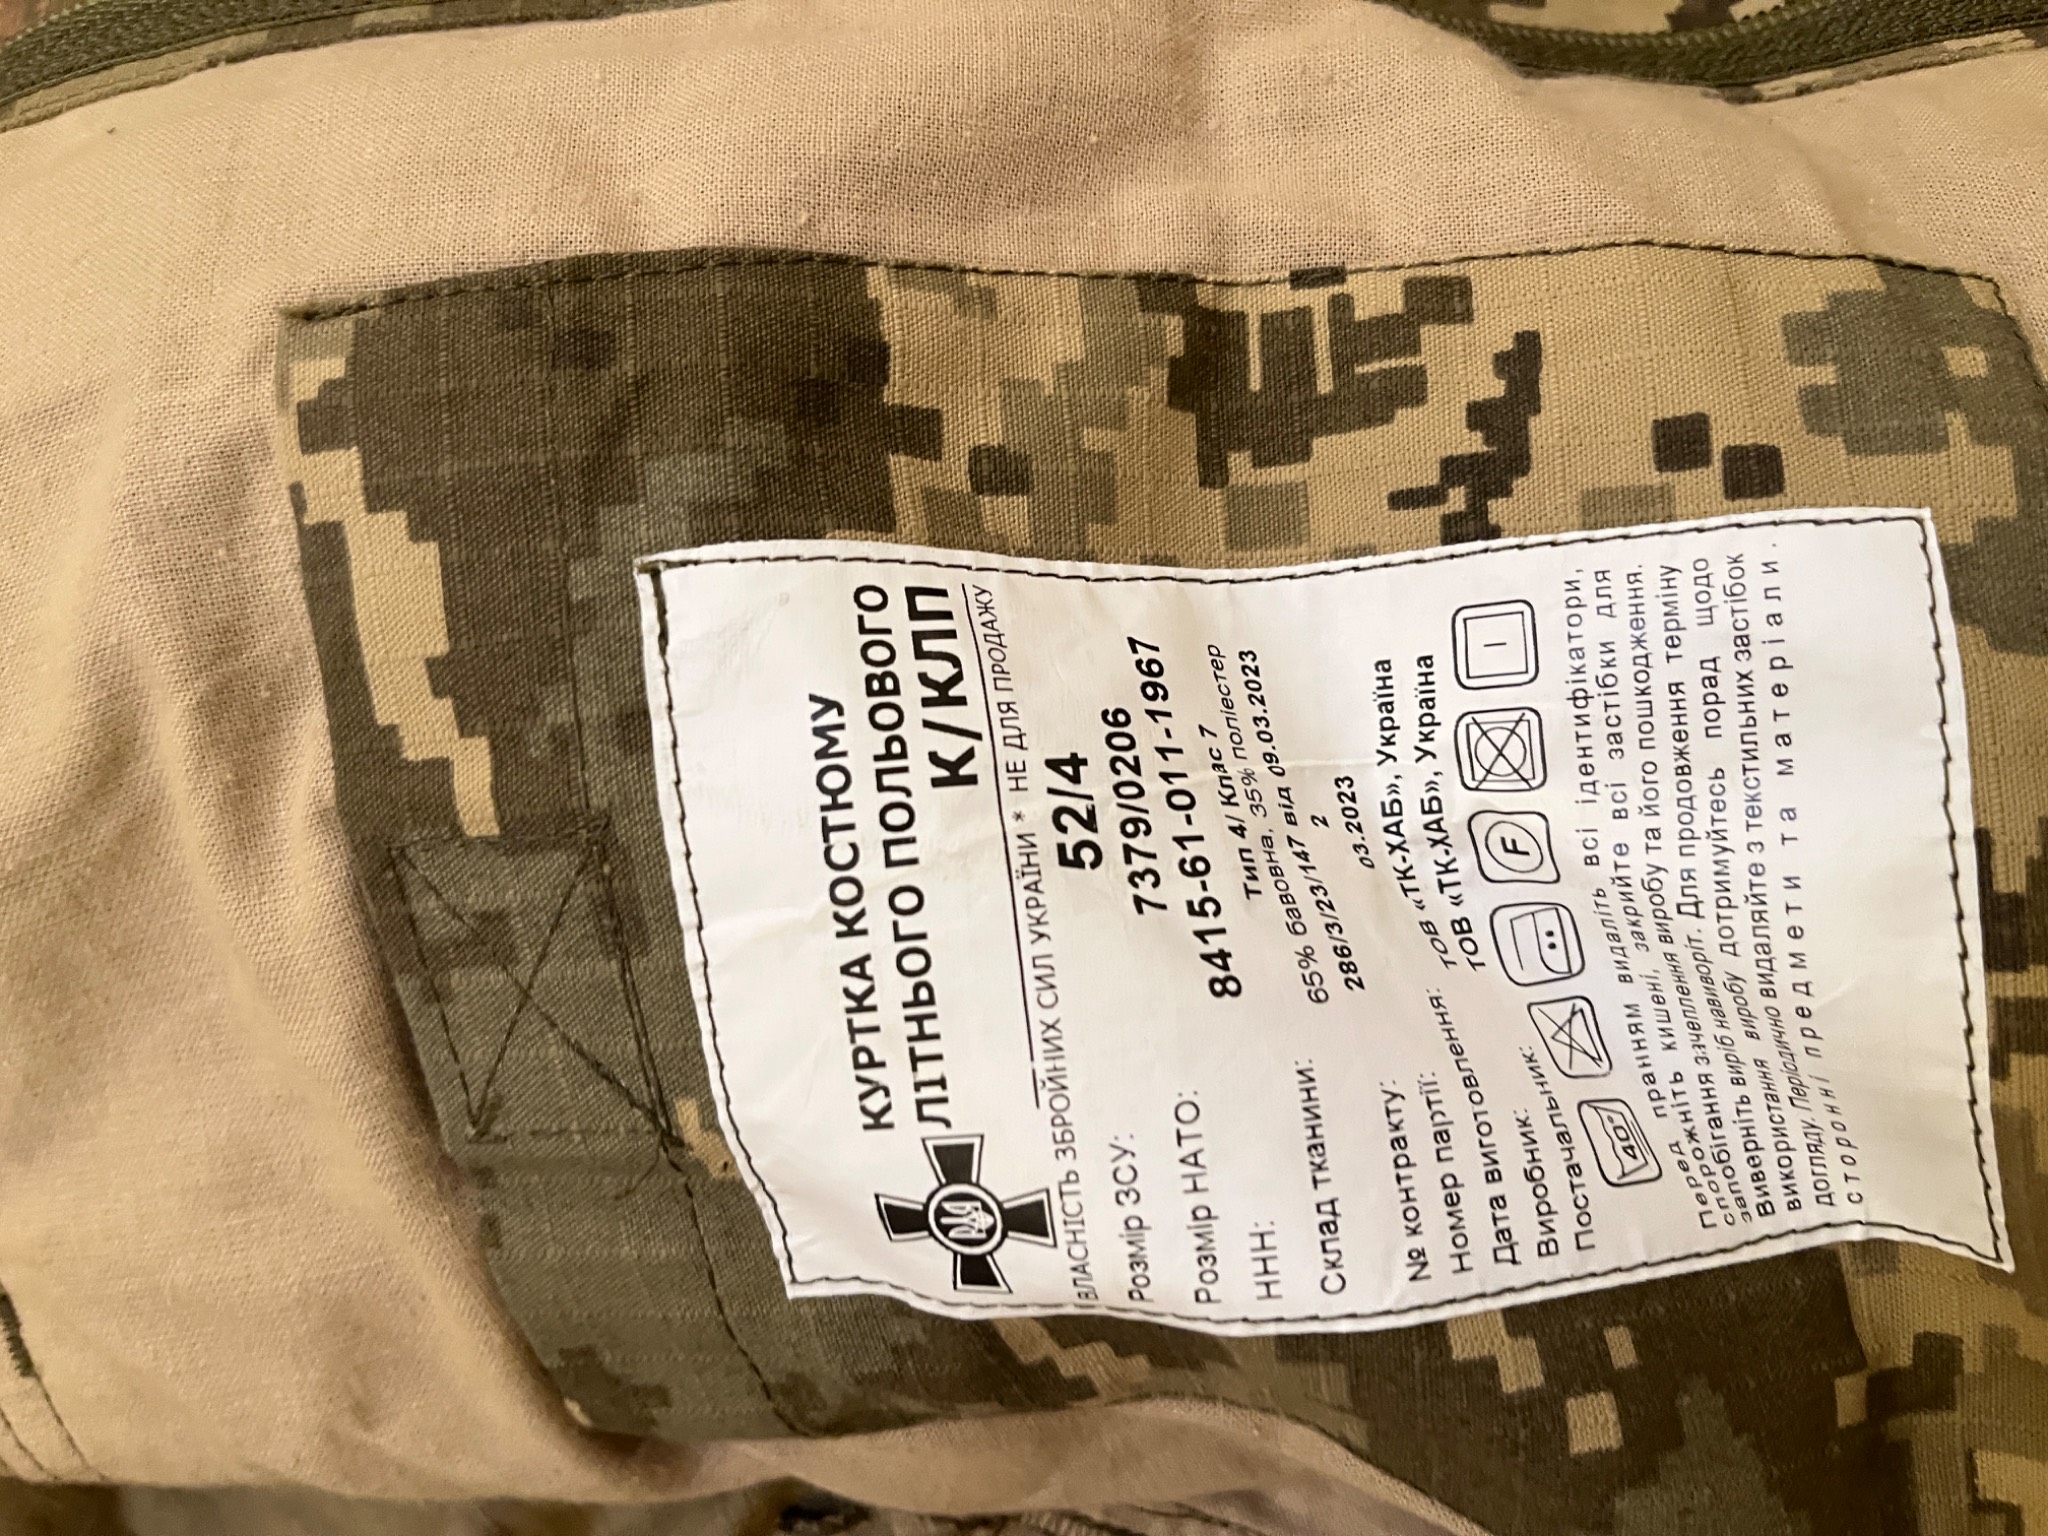 КУРТКА КОСТЮМУ
ЛІТНЬОГО ПОЛЬОВОГО
К/КЛП
ВЛАСНІСТЬ ЗБРОЙНИХ СИЛ УКРАЇНИ * НЕ ДЛЯ ПРОДАЖУ
Розмір ЗСУ: 52/4
Розмір НАТО: 7379/0206
ННН: 8415-61-011-1967
Склад тканини: Тип 4/ Клас 7
65% бавовна, 35% поліестер
№ контракту: 286/3/23/147 від 09.03.2023
Номер партії: 2
Дата виготовлення: 03.2023
Виробник: ТОВ «ТК-ХАБ», Україна
Постачальник: ТОВ «ТК-ХАБ», Україна
40° F
Перед пранням видаліть всі ідентифікатори,
порожніть кишені, закрийте всі застібки для
запобігання зачеплення виробу та його пошкодження.
Виверніть виріб навиворіт. Для продовження терміну
використання виробу дотримуйтесь порад щодо
догляду. Періодично видаляйте з текстильних застібок
сторонні предмети та матеріали.